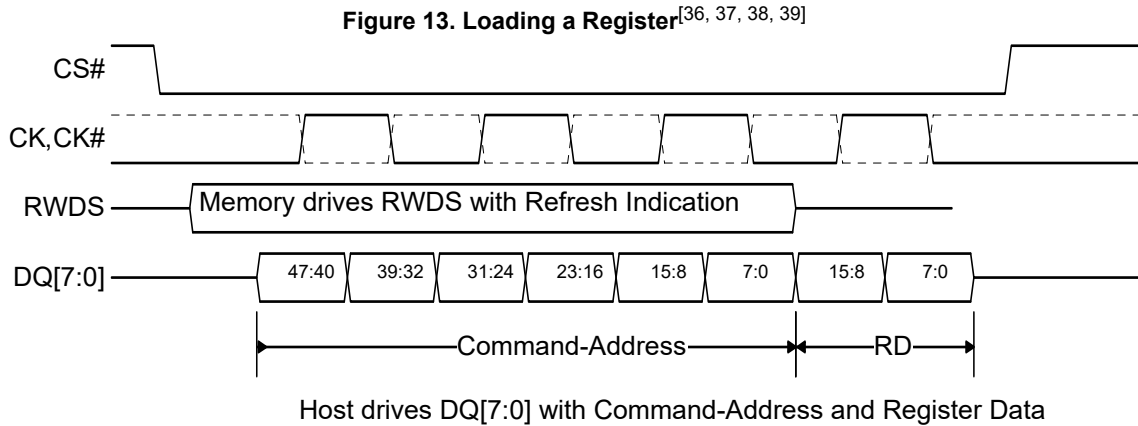 Figure 13. Loading a Register[36, 37, 38, 39]
CS#
CK,CK#
RWDS Memory drives RWDS with Refresh Indication
DQ[7:0] 47:40 39:32 31:24 23:16 15:8 7:0 15:8 7:0
Command-Address RD
Host drives DQ[7:0] with Command-Address and Register Data